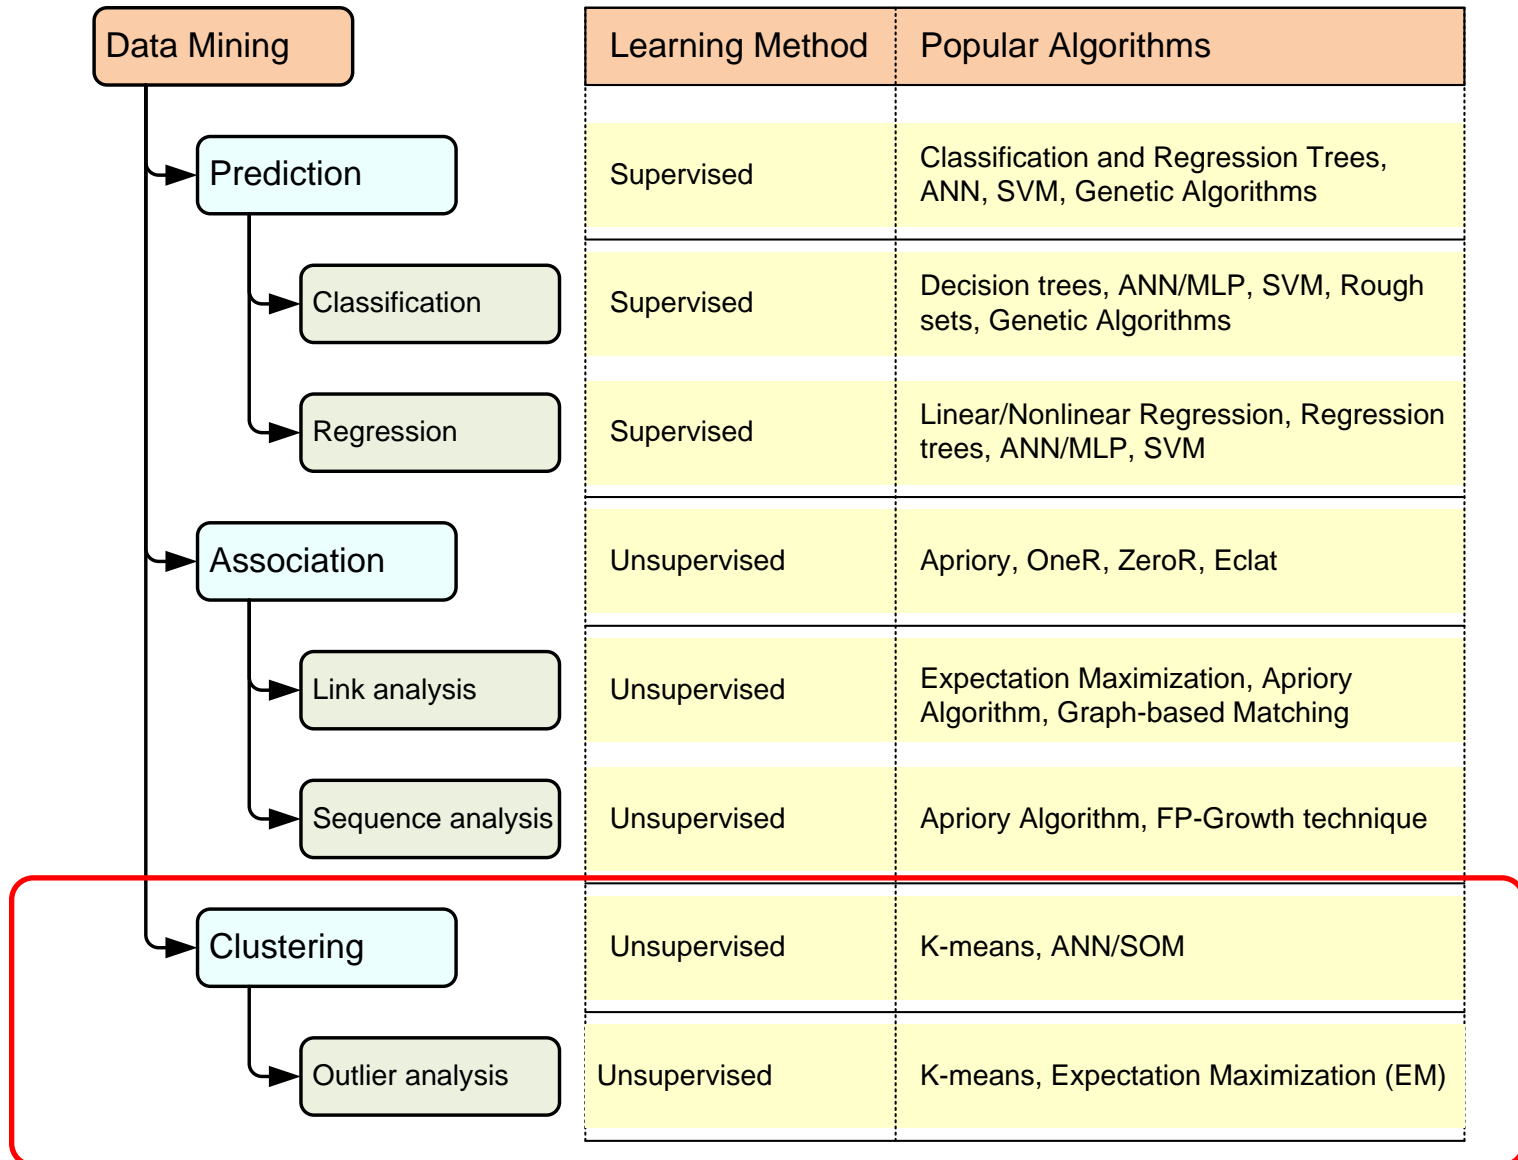 Data Mining
Learning Method
Popular Algorithms
Prediction
Supervised
Classification and Regression Trees,
ANN, SVM, Genetic Algorithms
Classification
Supervised
Decision trees, ANN/MLP, SVM, Rough
sets, Genetic Algorithms
Regression
Supervised
Linear/Nonlinear Regression, Regression
trees, ANN/MLP, SVM
Association
Unsupervised
Apriory, OneR, ZeroR, Eclat
Link analysis
Unsupervised
Expectation Maximization, Apriory
Algorithm, Graph-based Matching
Sequence analysis
Unsupervised
Apriory Algorithm, FP-Growth technique
Clustering
Unsupervised
K-means, ANN/SOM
Outlier analysis
Unsupervised
K-means, Expectation Maximization (EM)